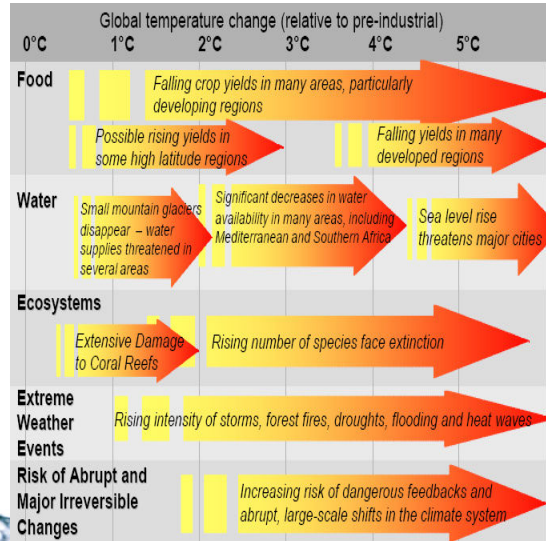 Global temperature change (relative to pre-industrial)
0°C 1°C 2°C 3°C 4°C 5°C
Food
Falling crop yields in many areas, particularly
developing regions
Possible rising yields in
some high latitude regions
Falling yields in many
developed regions
Water
Small mountain glaciers
disappear – water
supplies threatened in
several areas
Significant decreases in water
availability in many areas, including
Mediterranean and Southern Africa
Sea level rise
threatens major cities
Ecosystems
Extensive Damage
to Coral Reefs
Rising number of species face extinction
Extreme
Weather
Events
Rising intensity of storms, forest fires, droughts, flooding and heat waves
Risk of Abrupt and
Major Irreversible
Changes
Increasing risk of dangerous feedbacks and
abrupt, large-scale shifts in the climate system